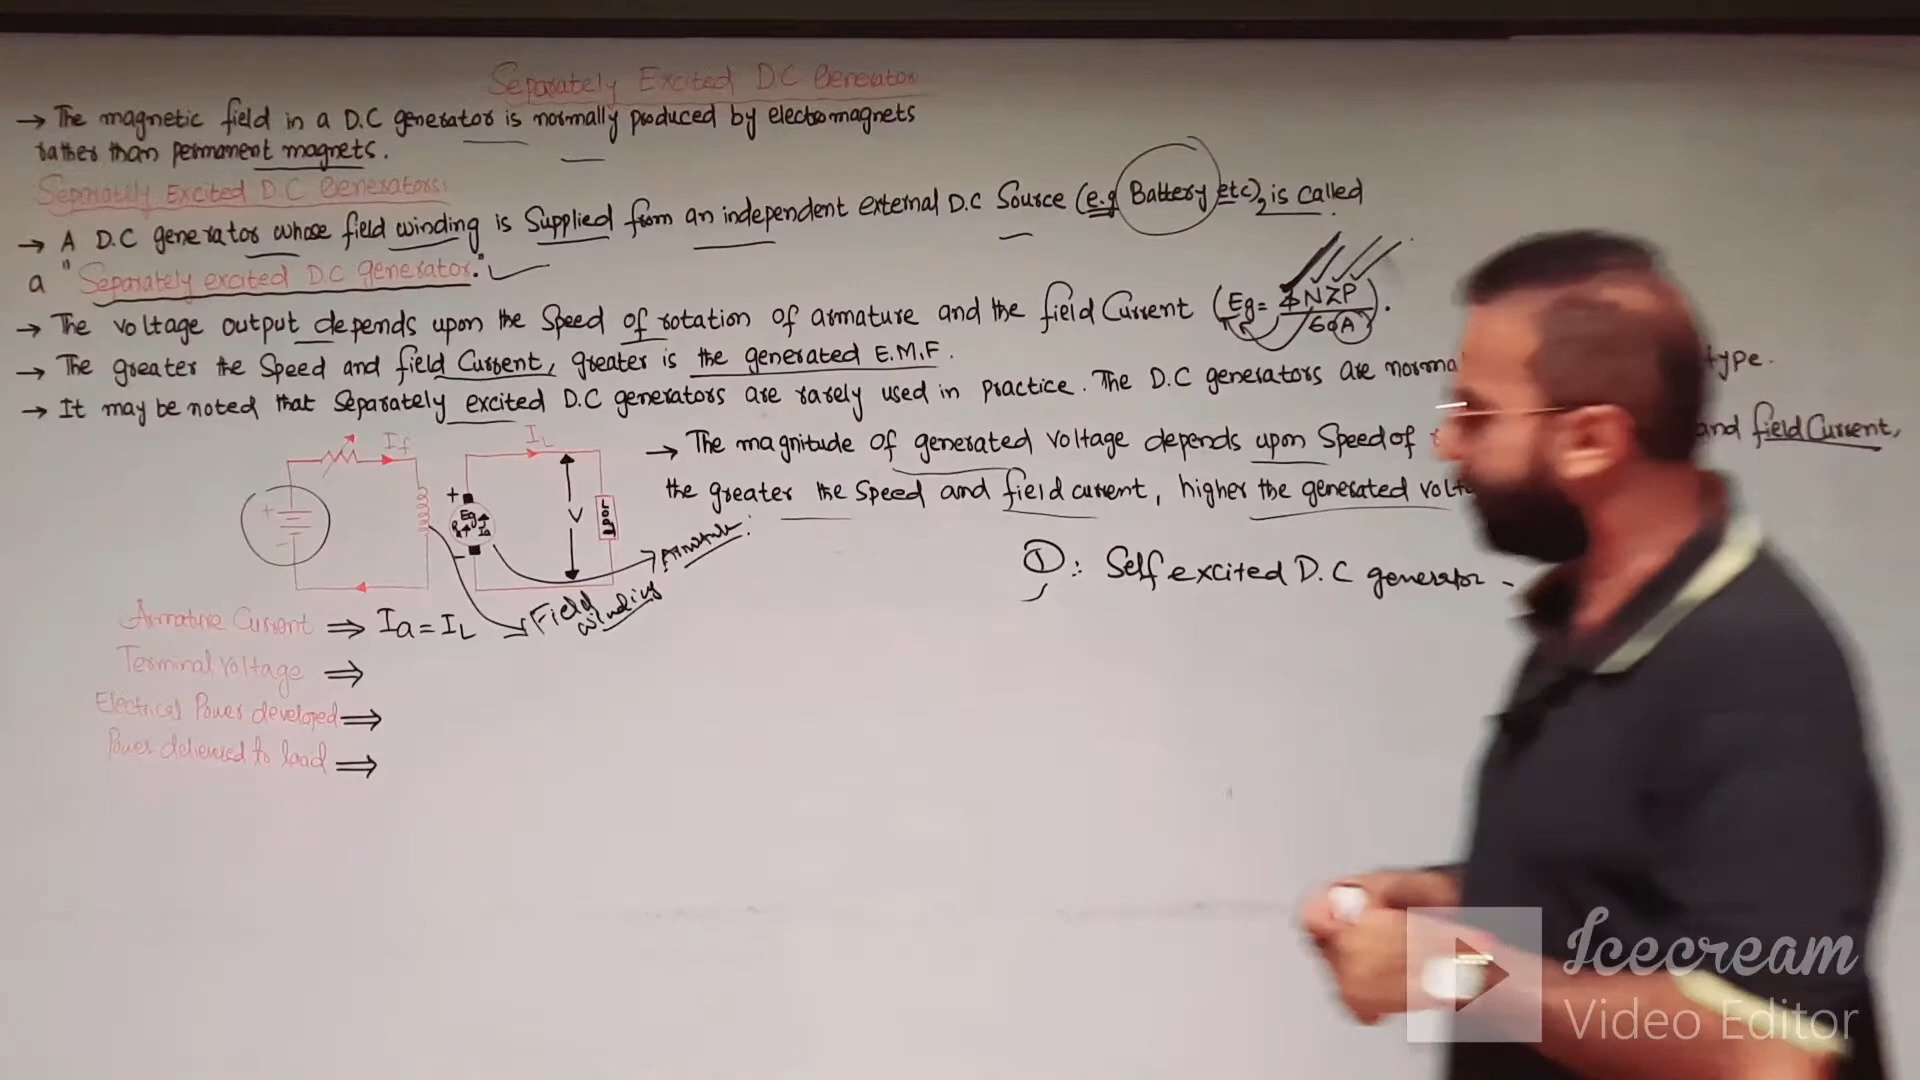 Separately Excited D.C Generator
→ The magnetic field in a D.C generator is normally produced by electromagnets
rather than permanent magnets.
Separately Excited D.C Generators:
→ A D.C generator whose field winding is Supplied from an independent external D.C Source (e.g Battery etc), is called
a "Separately excited D.C generator."
→ The voltage output depends upon the Speed of rotation of armature and the field Current (Eg = ΦNZP / 60A).
→ The greater the Speed and field Current, greater is the generated E.M.F.
→ It may be noted that Separately excited D.C generators are rarely used in practice. The D.C generators are norma type.
→ The magnitude of generated voltage depends upon Speed of and field Current,
the greater the Speed and field current, higher the generated volta
If
IL
+
-
+
-
Eg
Ra
Ia
V
Load
Armature:
Field
winding
①: Self excited D.C generator -
Armature Current ⇒ Ia = IL
Terminal voltage ⇒
Electrical Power developed ⇒
Power delivered to load ⇒
Icecream
Video Editor